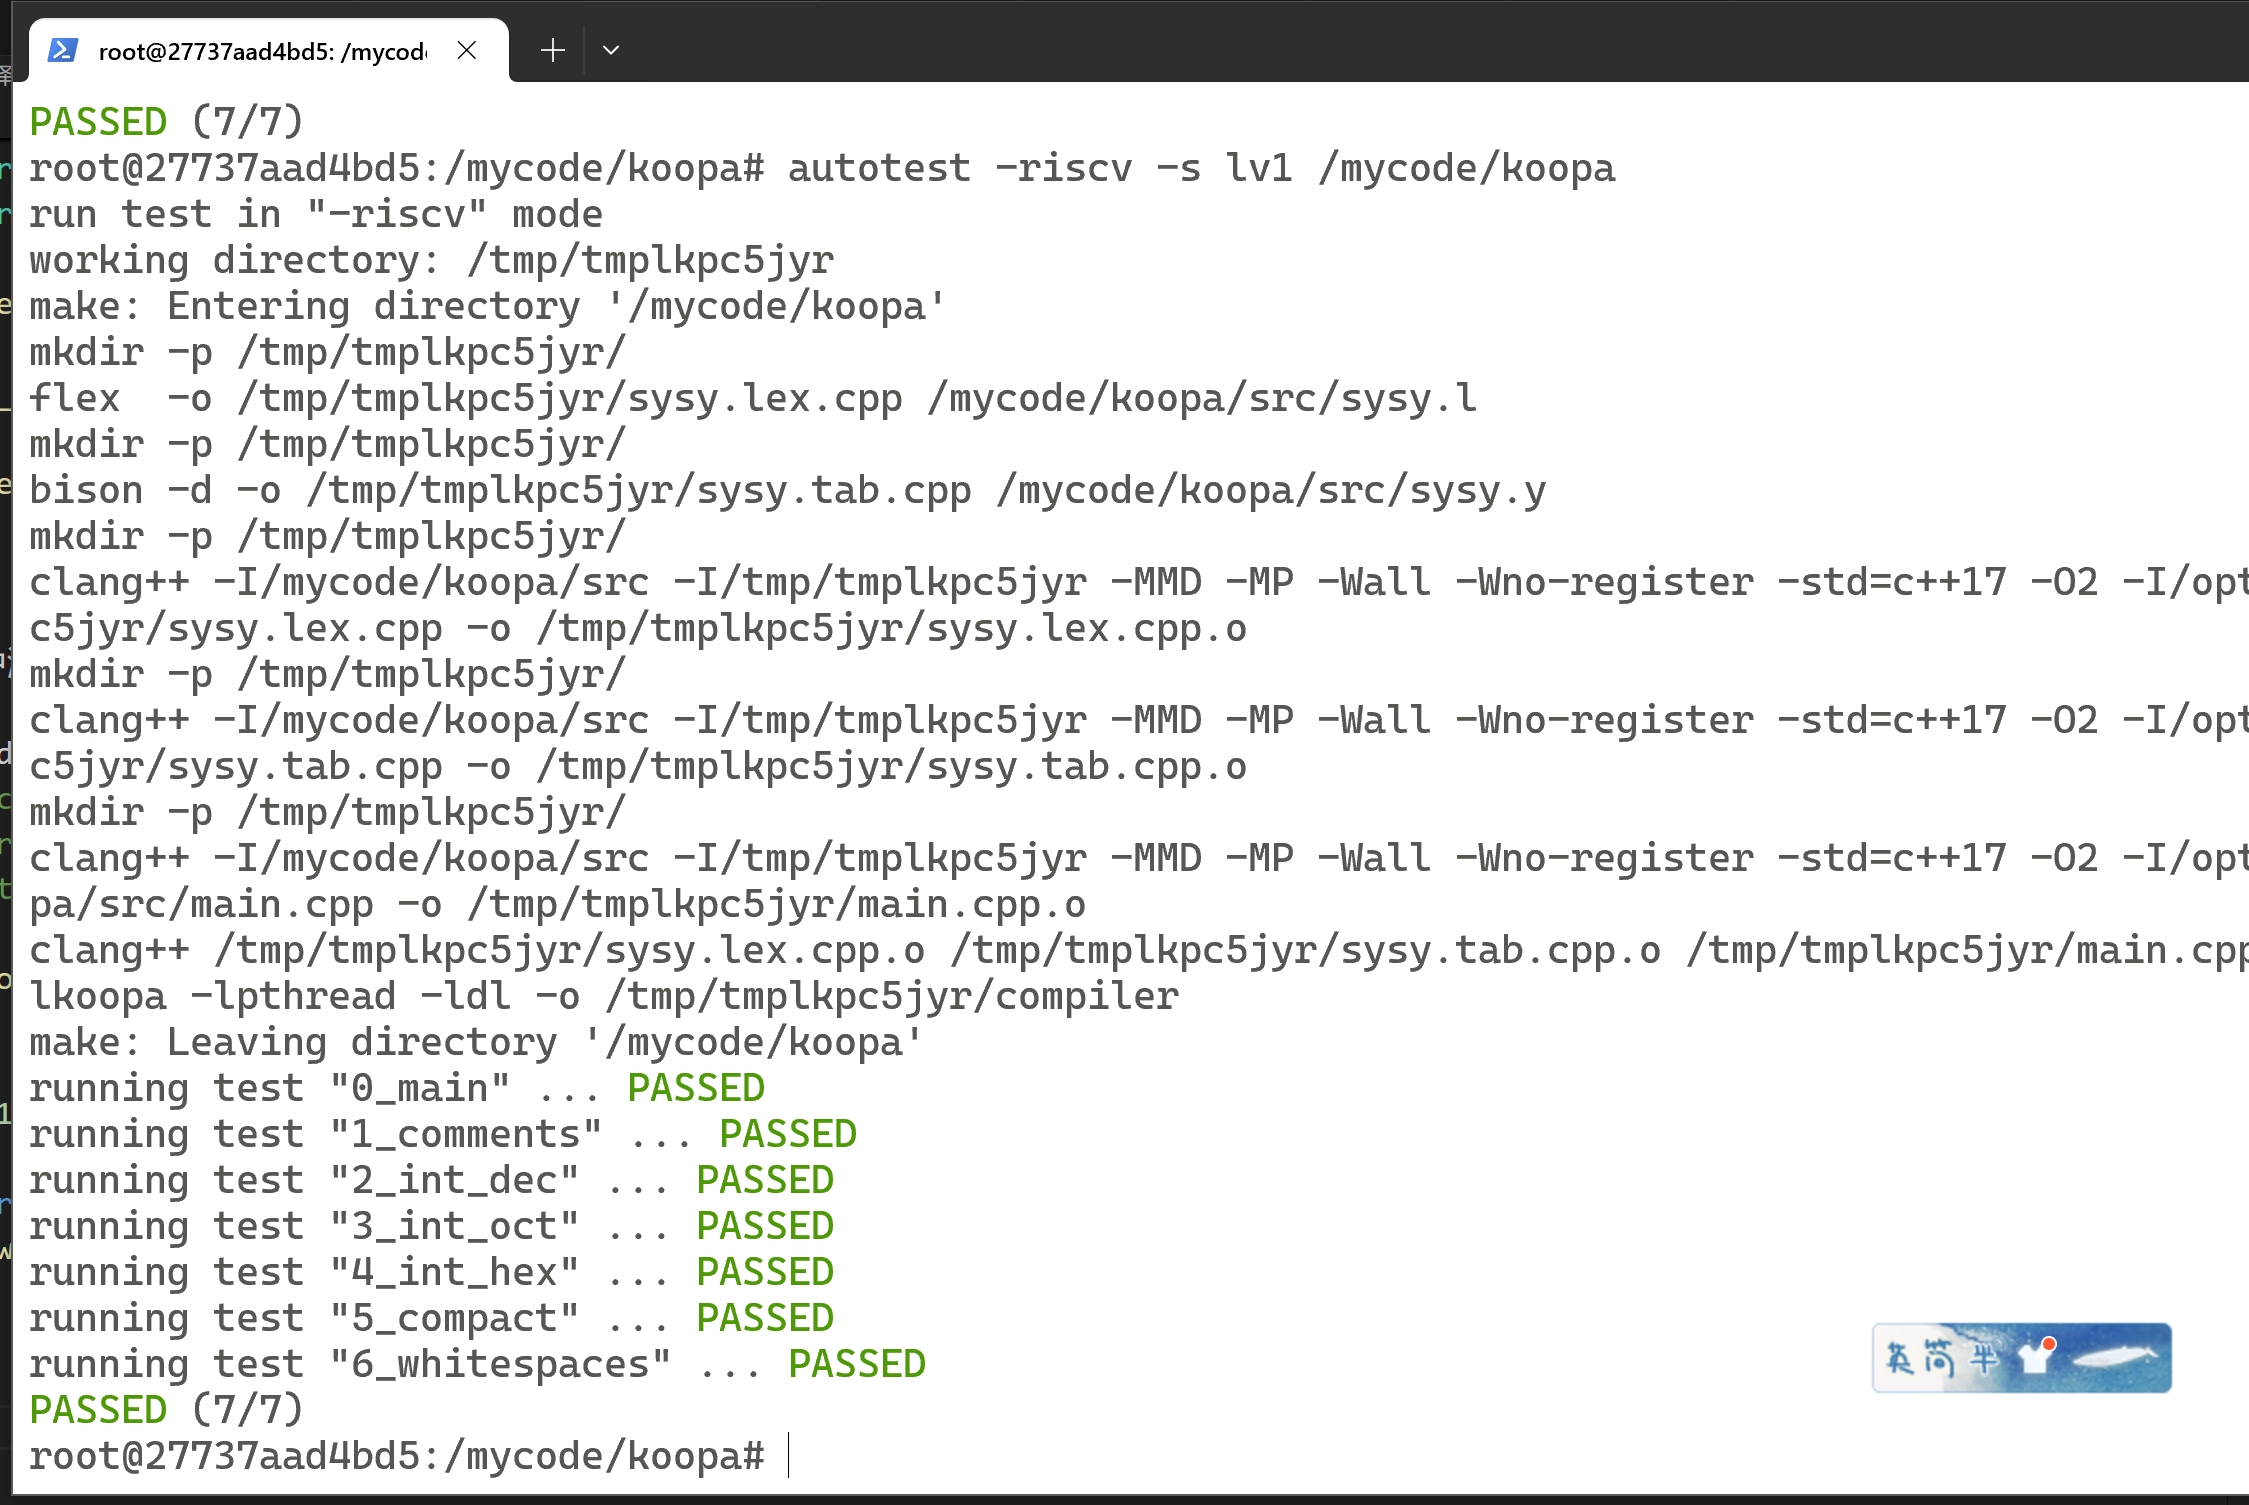 root@27737aad4bd5: /mycod
PASSED (7/7)
root@27737aad4bd5:/mycode/koopa# autotest -riscv -s lv1 /mycode/koopa
run test in "-riscv" mode
working directory: /tmp/tmplkpc5jyr
make: Entering directory '/mycode/koopa'
mkdir -p /tmp/tmplkpc5jyr/
flex  -o /tmp/tmplkpc5jyr/sysy.lex.cpp /mycode/koopa/src/sysy.l
mkdir -p /tmp/tmplkpc5jyr/
bison -d -o /tmp/tmplkpc5jyr/sysy.tab.cpp /mycode/koopa/src/sysy.y
mkdir -p /tmp/tmplkpc5jyr/
clang++ -I/mycode/koopa/src -I/tmp/tmplkpc5jyr -MMD -MP -Wall -Wno-register -std=c++17 -O2 -I/opt
c5jyr/sysy.lex.cpp -o /tmp/tmplkpc5jyr/sysy.lex.cpp.o
mkdir -p /tmp/tmplkpc5jyr/
clang++ -I/mycode/koopa/src -I/tmp/tmplkpc5jyr -MMD -MP -Wall -Wno-register -std=c++17 -O2 -I/opt
c5jyr/sysy.tab.cpp -o /tmp/tmplkpc5jyr/sysy.tab.cpp.o
mkdir -p /tmp/tmplkpc5jyr/
clang++ -I/mycode/koopa/src -I/tmp/tmplkpc5jyr -MMD -MP -Wall -Wno-register -std=c++17 -O2 -I/opt
pa/src/main.cpp -o /tmp/tmplkpc5jyr/main.cpp.o
clang++ /tmp/tmplkpc5jyr/sysy.lex.cpp.o /tmp/tmplkpc5jyr/sysy.tab.cpp.o /tmp/tmplkpc5jyr/main.cpp
lkoopa -lpthread -ldl -o /tmp/tmplkpc5jyr/compiler
make: Leaving directory '/mycode/koopa'
running test "0_main" ... PASSED
running test "1_comments" ... PASSED
running test "2_int_dec" ... PASSED
running test "3_int_oct" ... PASSED
running test "4_int_hex" ... PASSED
running test "5_compact" ... PASSED
running test "6_whitespaces" ... PASSED
PASSED (7/7)
root@27737aad4bd5:/mycode/koopa#
英 简 半